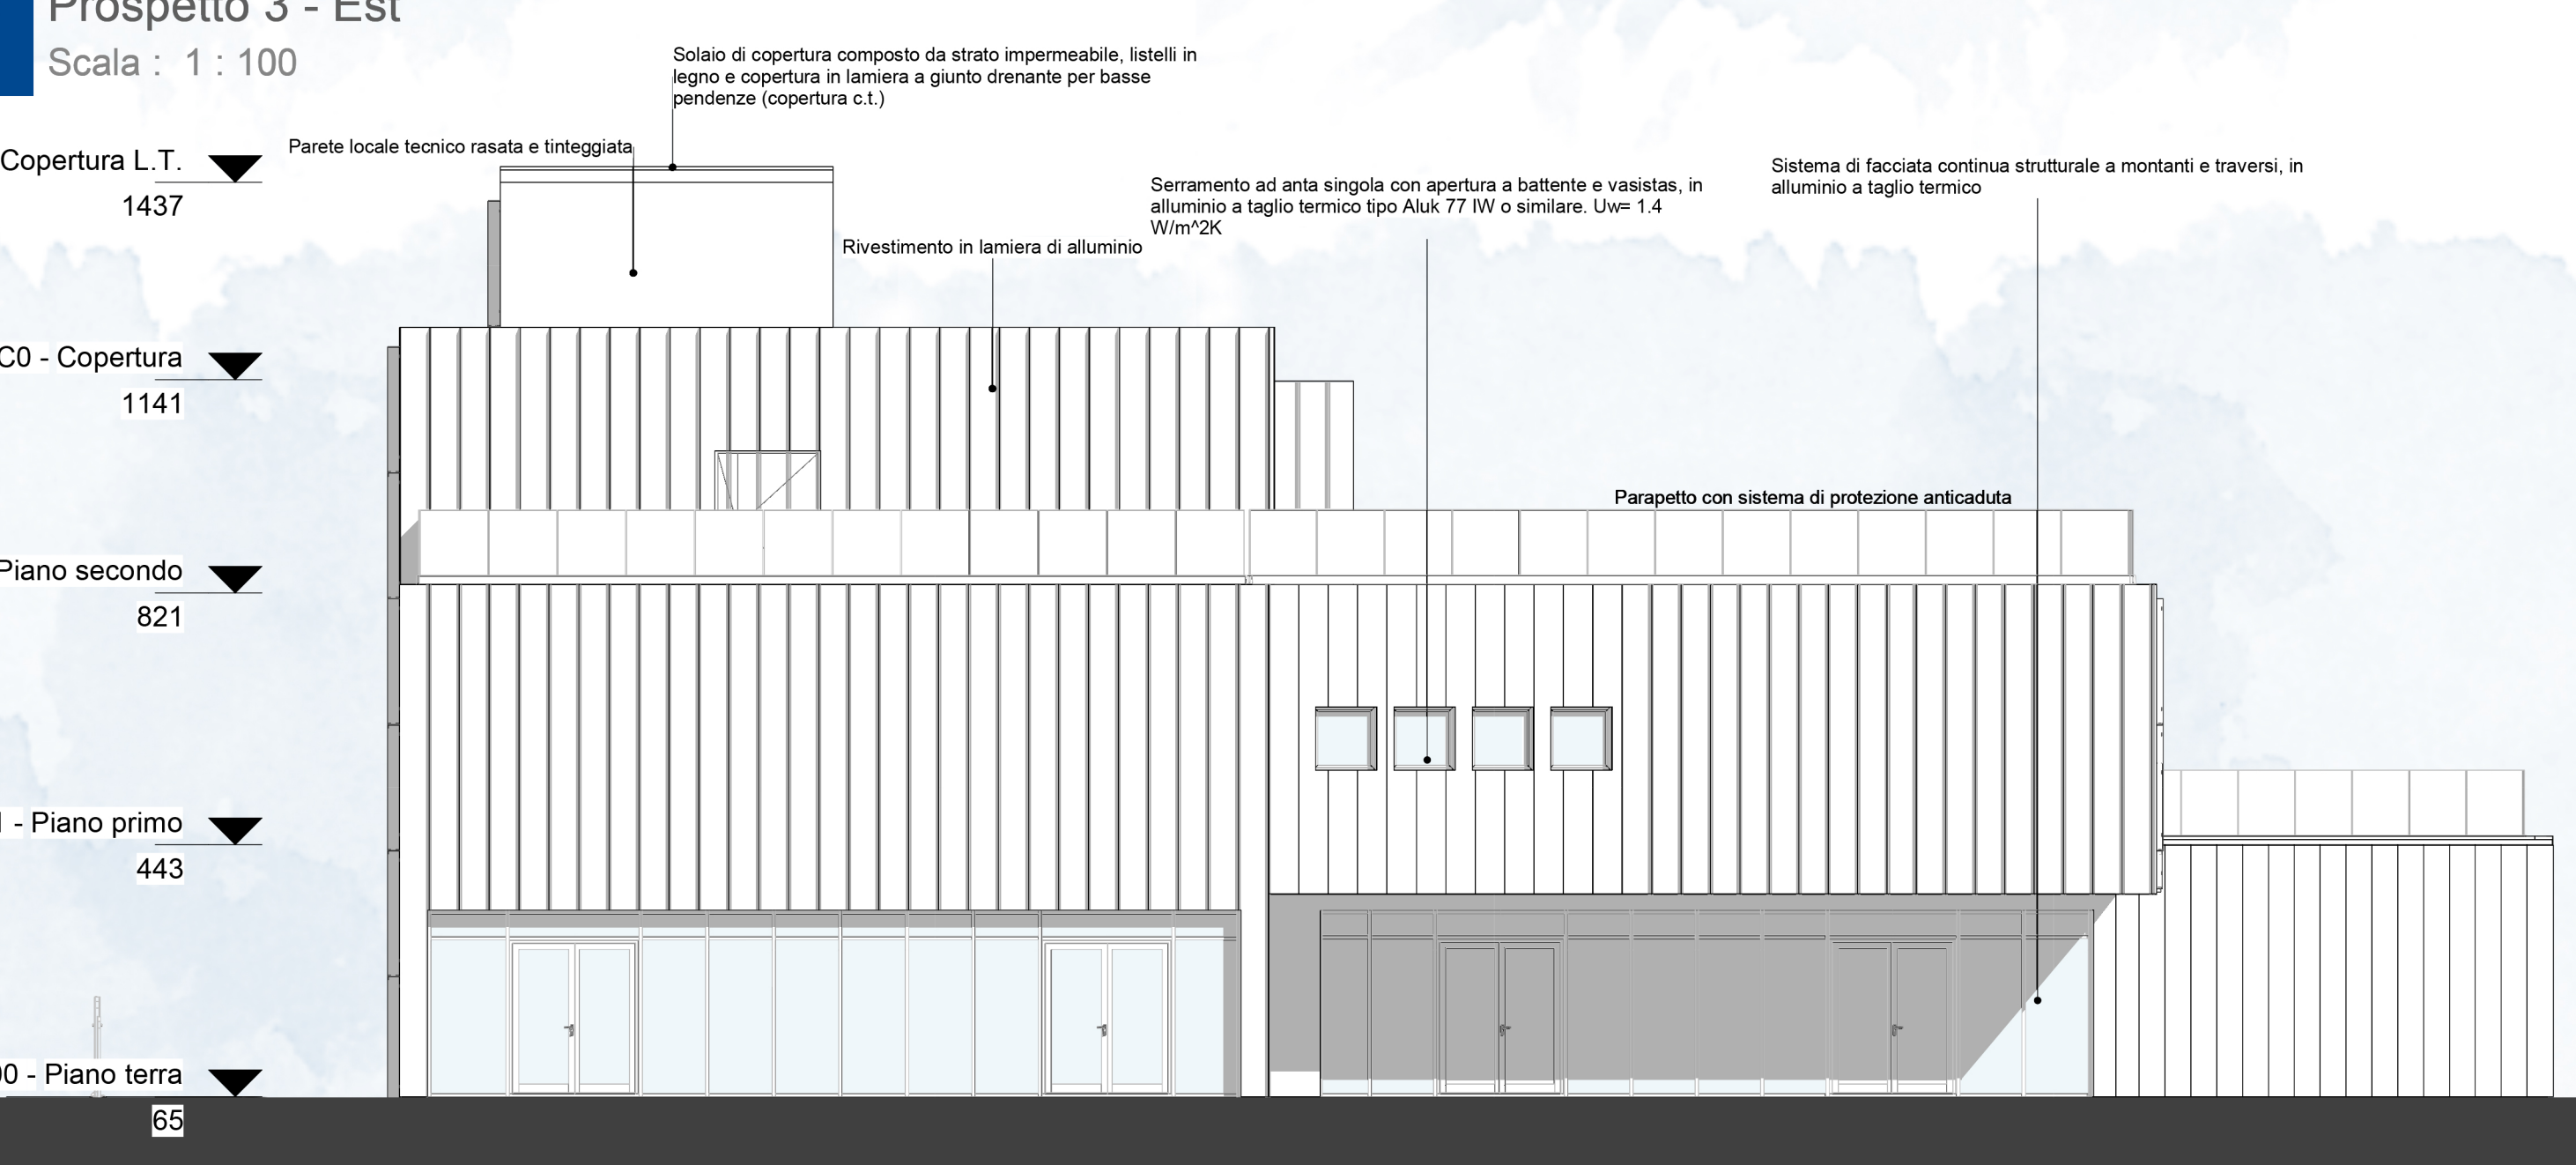 Prospetto 3 - Est
Scala : 1 : 100
Solaio di copertura composto da strato impermeabile, listelli in
legno e copertura in lamiera a giunto drenante per basse
pendenze (copertura c.t.)
Parete locale tecnico rasata e tinteggiata
Copertura L.T.
1437
Serramento ad anta singola con apertura a battente e vasistas, in
alluminio a taglio termico tipo Aluk 77 IW o similare. Uw= 1.4
W/m^2K
Sistema di facciata continua strutturale a montanti e traversi, in
alluminio a taglio termico
Rivestimento in lamiera di alluminio
C0 - Copertura
1141
Parapetto con sistema di protezione anticaduta
Piano secondo
821
- Piano primo
443
0 - Piano terra
65